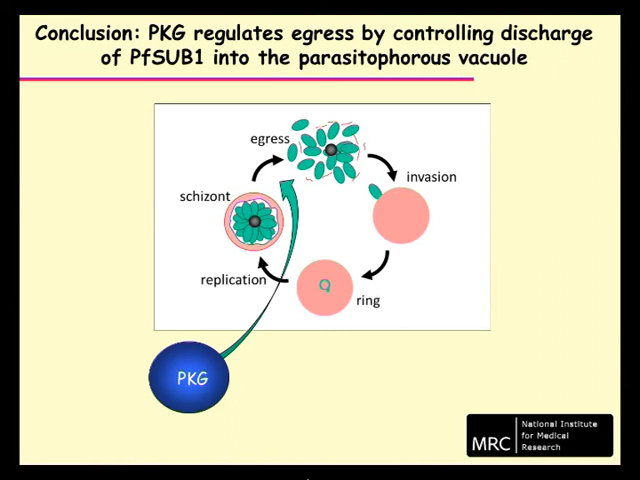 Conclusion: PKG regulates egress by controlling discharge
of PfSUB1 into the parasitophorous vacuole
egress
invasion
schizont
replication
ring
PKG
MRC
National Institute
for Medical
Research